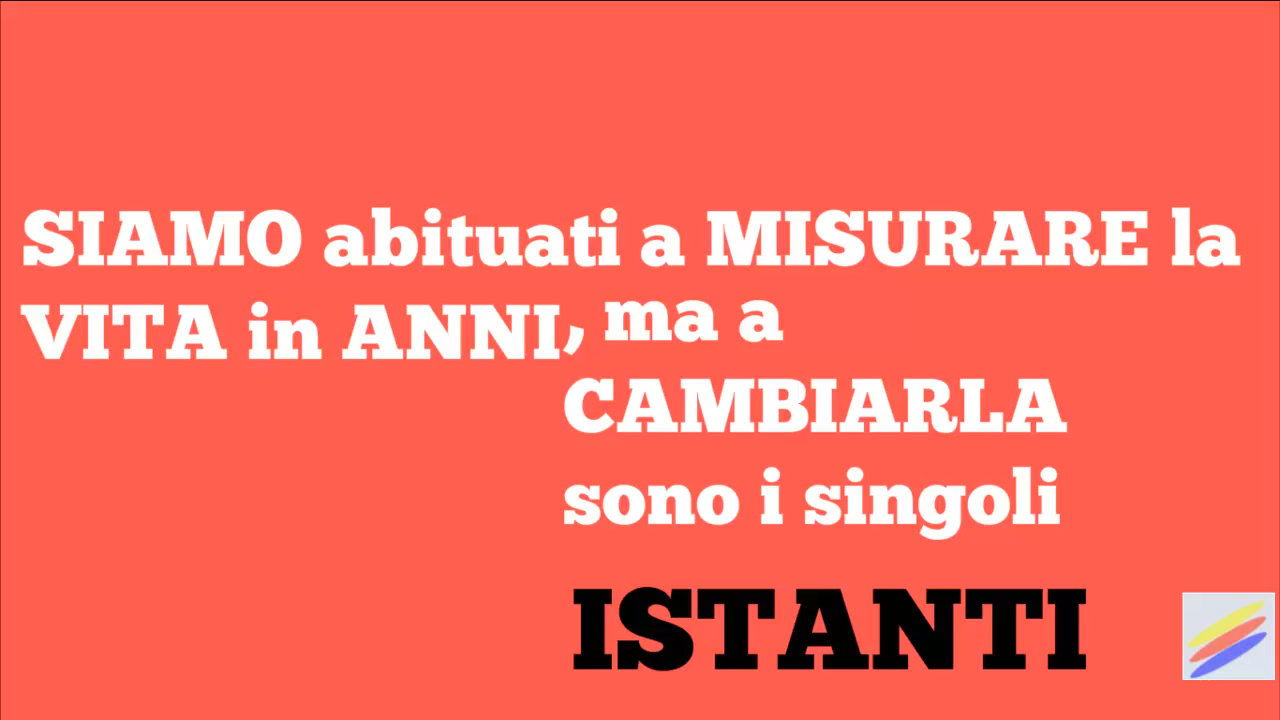 SIAMO abituati a MISURARE la
VITA in ANNI, ma a
CAMBIARLA
sono i singoli
ISTANTI